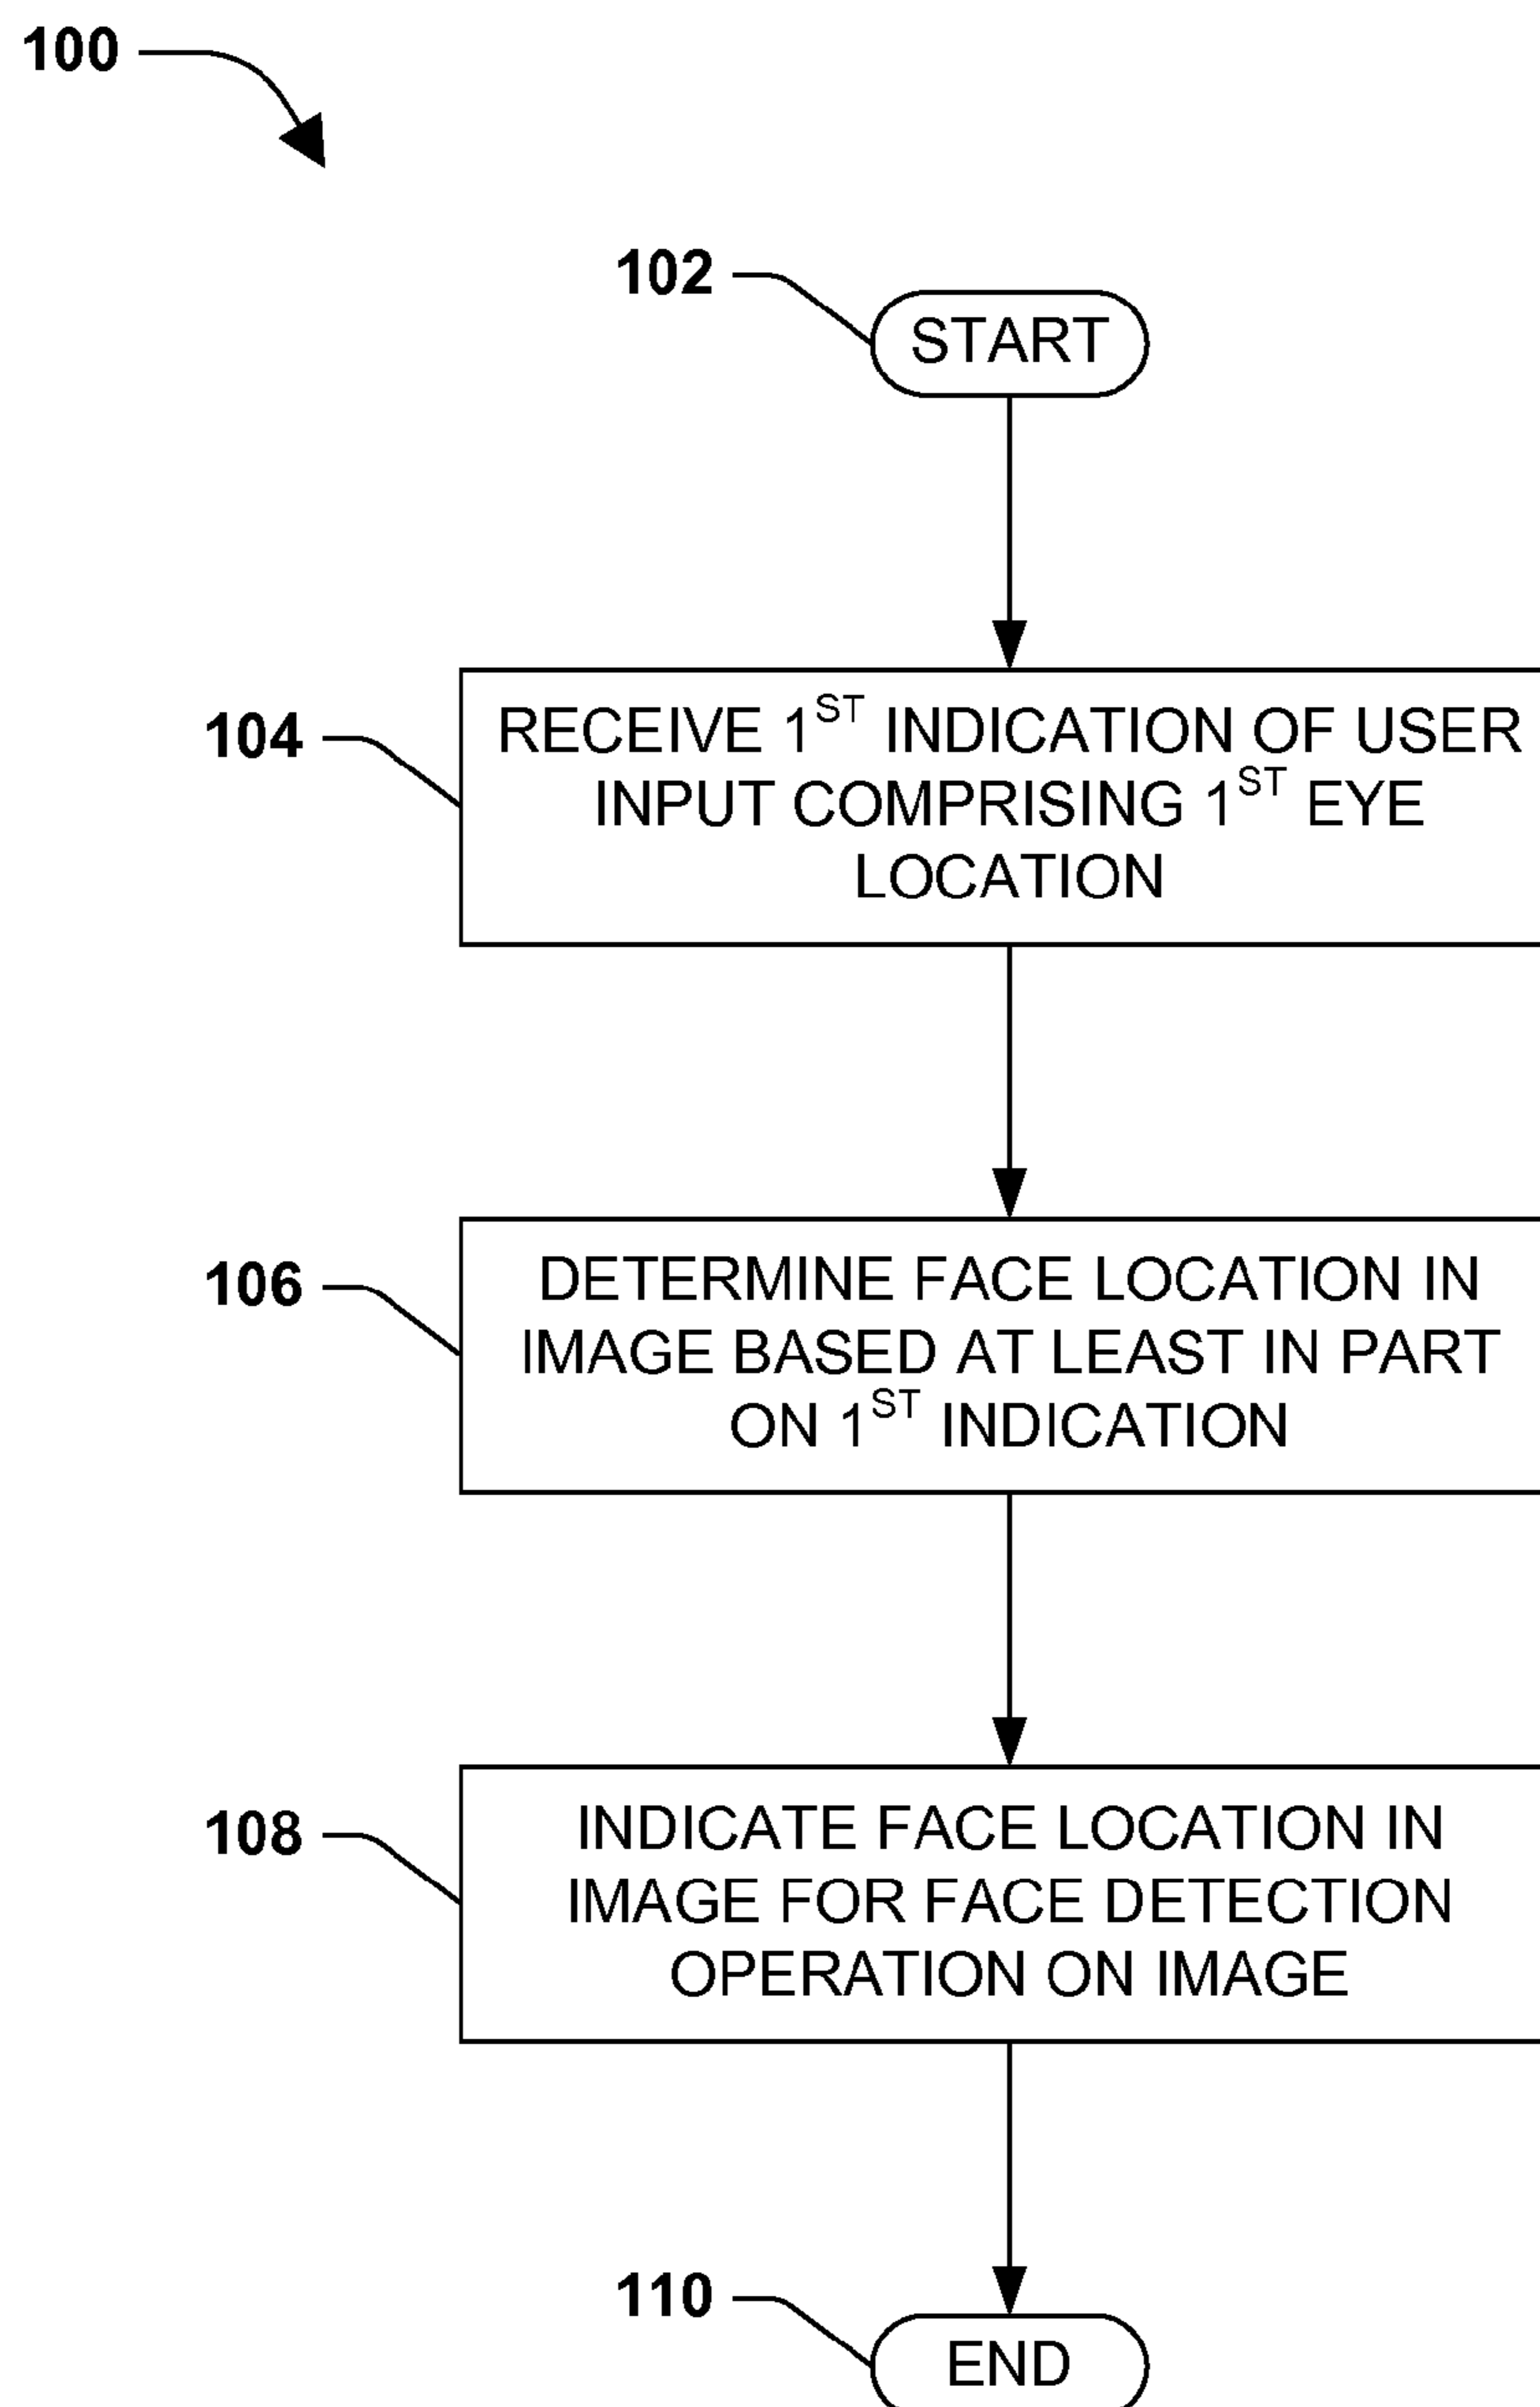 100
102
START
104
RECEIVE 1ST INDICATION OF USER
INPUT COMPRISING 1ST EYE
LOCATION
106
DETERMINE FACE LOCATION IN
IMAGE BASED AT LEAST IN PART
ON 1ST INDICATION
108
INDICATE FACE LOCATION IN
IMAGE FOR FACE DETECTION
OPERATION ON IMAGE
110
END